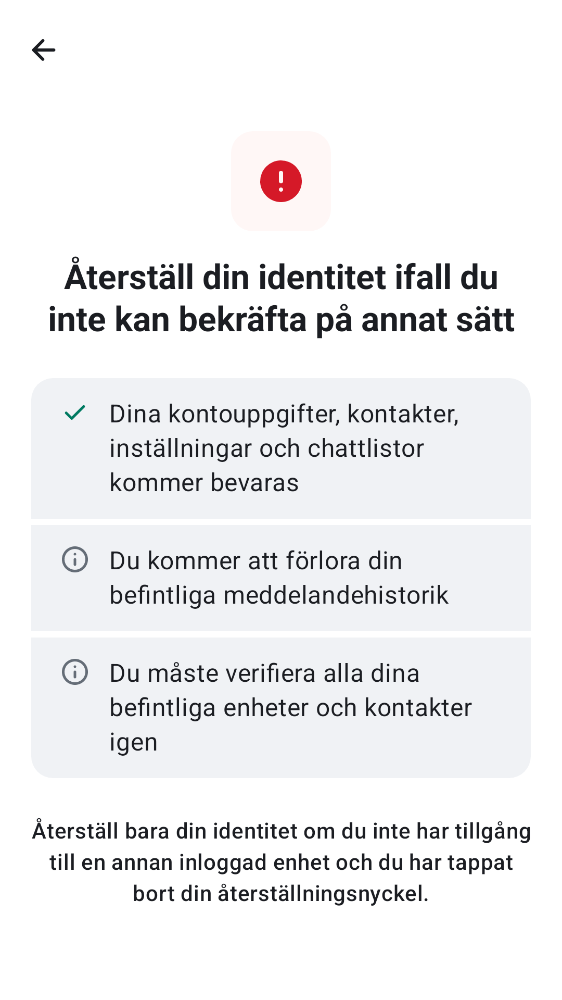 Återställ din identitet ifall du
inte kan bekräfta på annat sätt
Dina kontouppgifter, kontakter,
inställningar och chattlistor
kommer bevaras
Du kommer att förlora din
befintliga meddelandehistorik
Du måste verifiera alla dina
befintliga enheter och kontakter
igen
Återställ bara din identitet om du inte har tillgång
till en annan inloggad enhet och du har tappat
bort din återställningsnyckel.